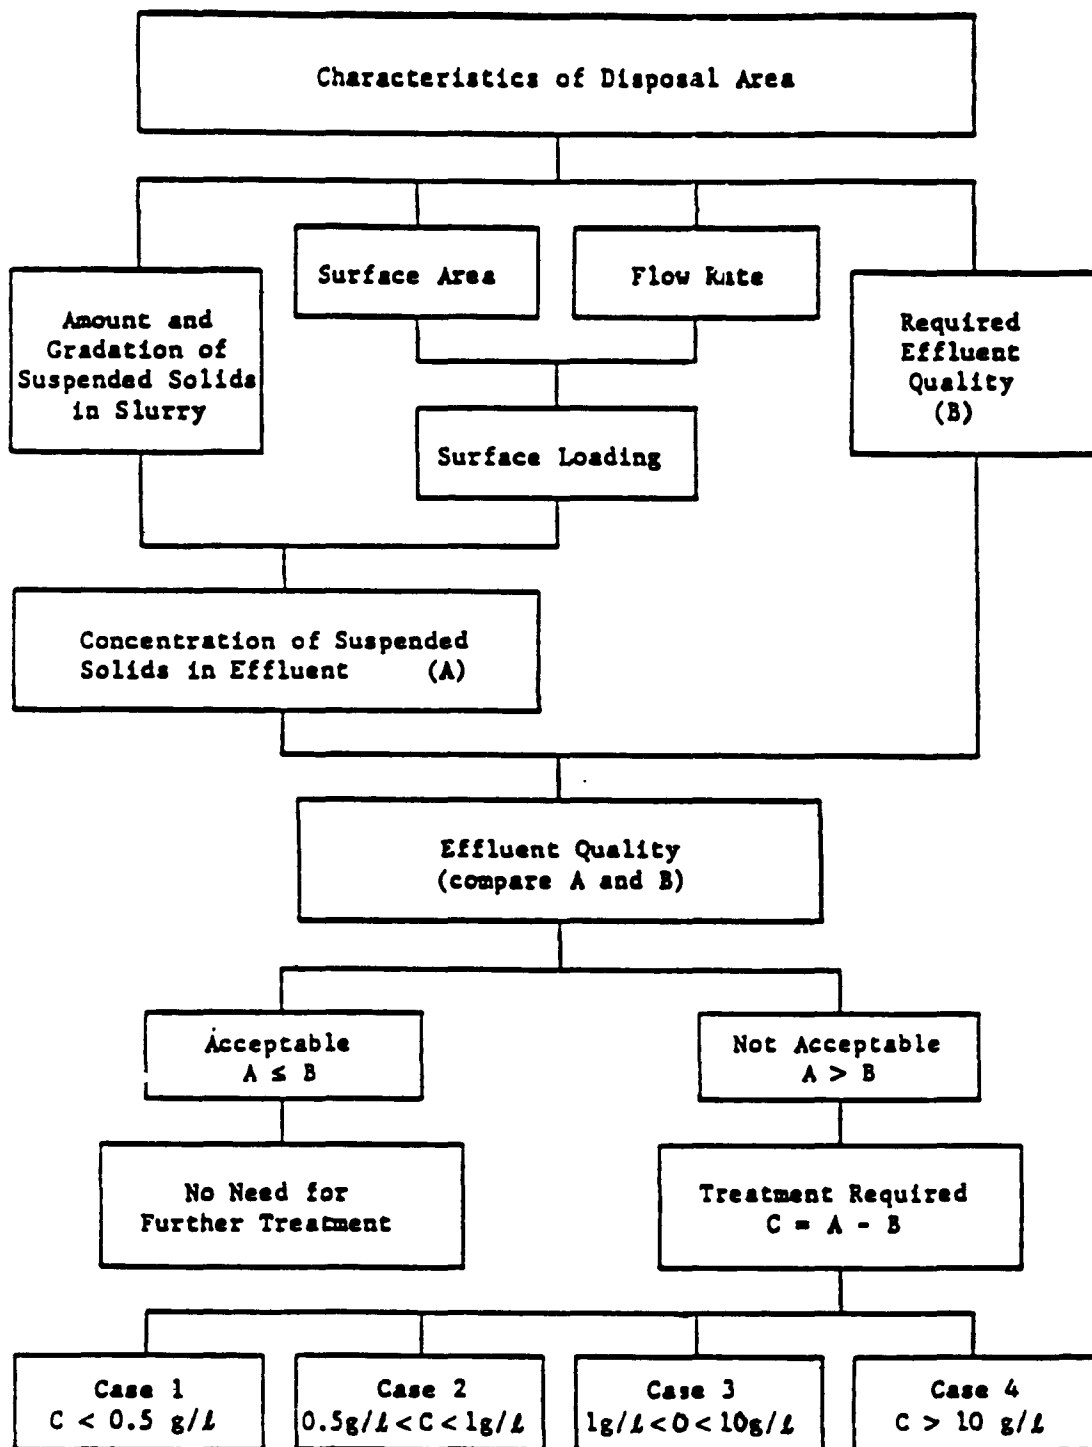 Characteristics of Disposal Area
Surface Area
Flow Rate
Amount and
Gradation of
Suspended Solids
in Slurry
Required
Effluent
Quality
(B)
Surface Loading
Concentration of Suspended
Solids in Effluent (A)
Effluent Quality
(compare A and B)
Acceptable
A ≤ B
Not Acceptable
A > B
No Need for
Further Treatment
Treatment Required
C = A - B
Case 1
C < 0.5 g/ℓ
Case 2
0.5g/ℓ<C<1g/ℓ
Case 3
1g/ℓ<O<10g/ℓ
Case 4
C > 10 g/ℓ